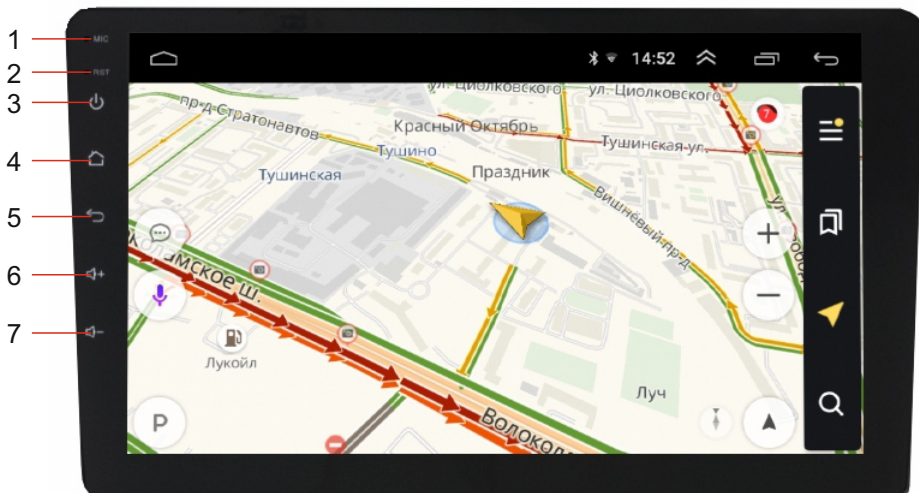 1 MIC
2 RST
3
4
5
6
7
14:52
ул. Циолковского
ул. Циолковского
пр-д Стратонавтов
Красный Октябрь
7
Тушино
Тушинская ул.
Тушинская
Праздник
Вишнёвый пр-д
Лукойл
Луч
P